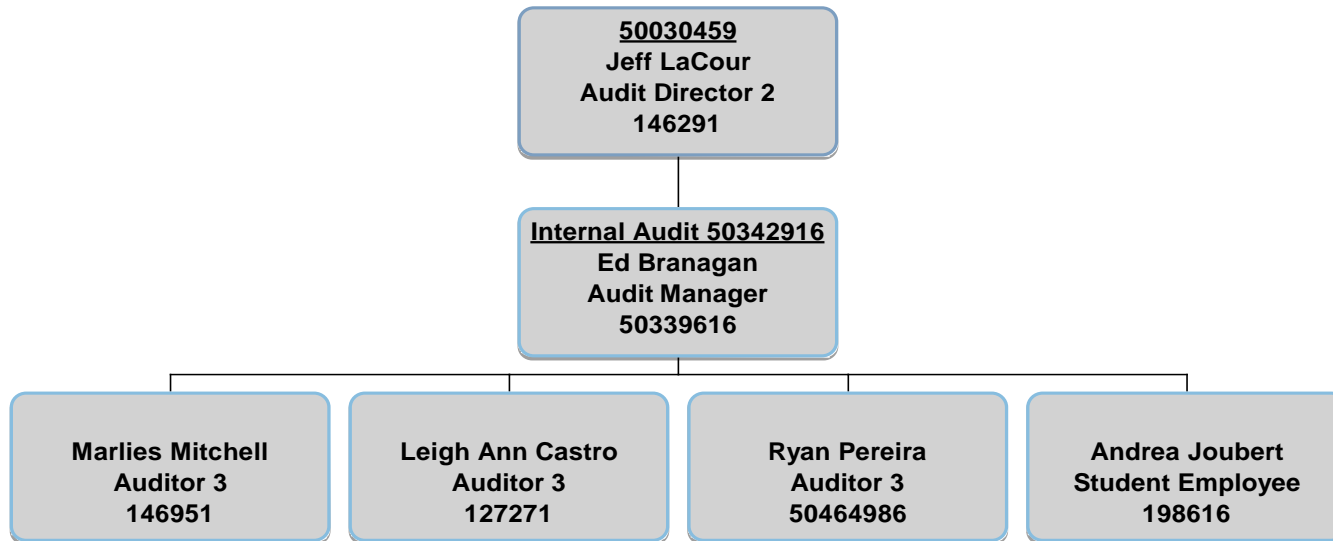 50030459
Jeff LaCour
Audit Director 2
146291
Internal Audit 50342916
Ed Branagan
Audit Manager
50339616
Marlies Mitchell
Auditor 3
146951
Leigh Ann Castro
Auditor 3
127271
Ryan Pereira
Auditor 3
50464986
Andrea Joubert
Student Employee
198616